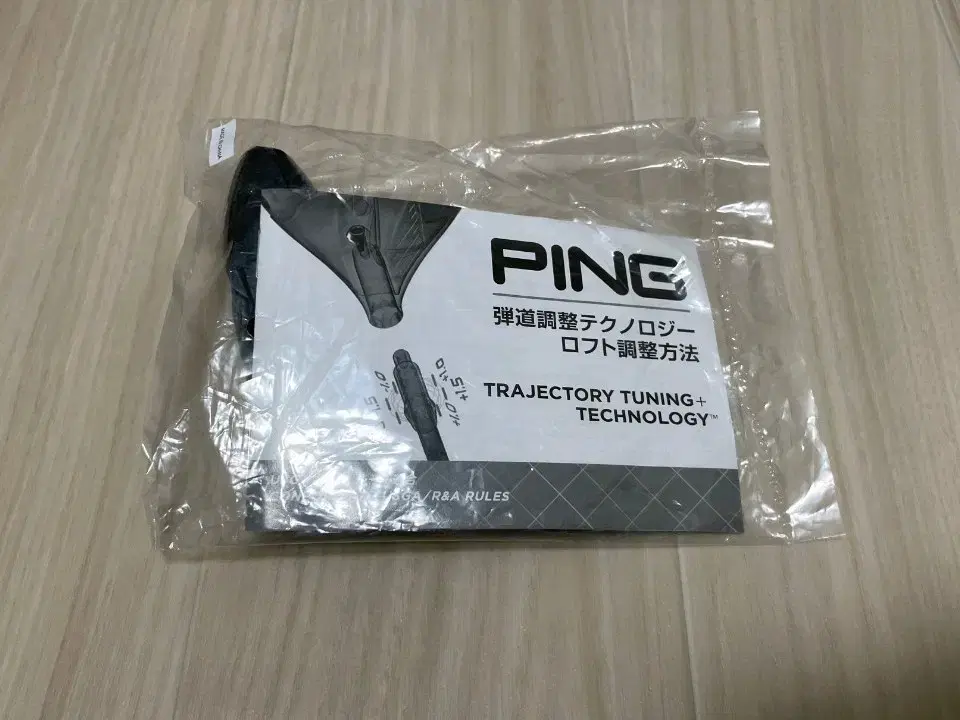 PING
弾道調整テクノロジー
ロフト調整方法
TRAJECTORY TUNING+
TECHNOLOGY™
/R&A RULES